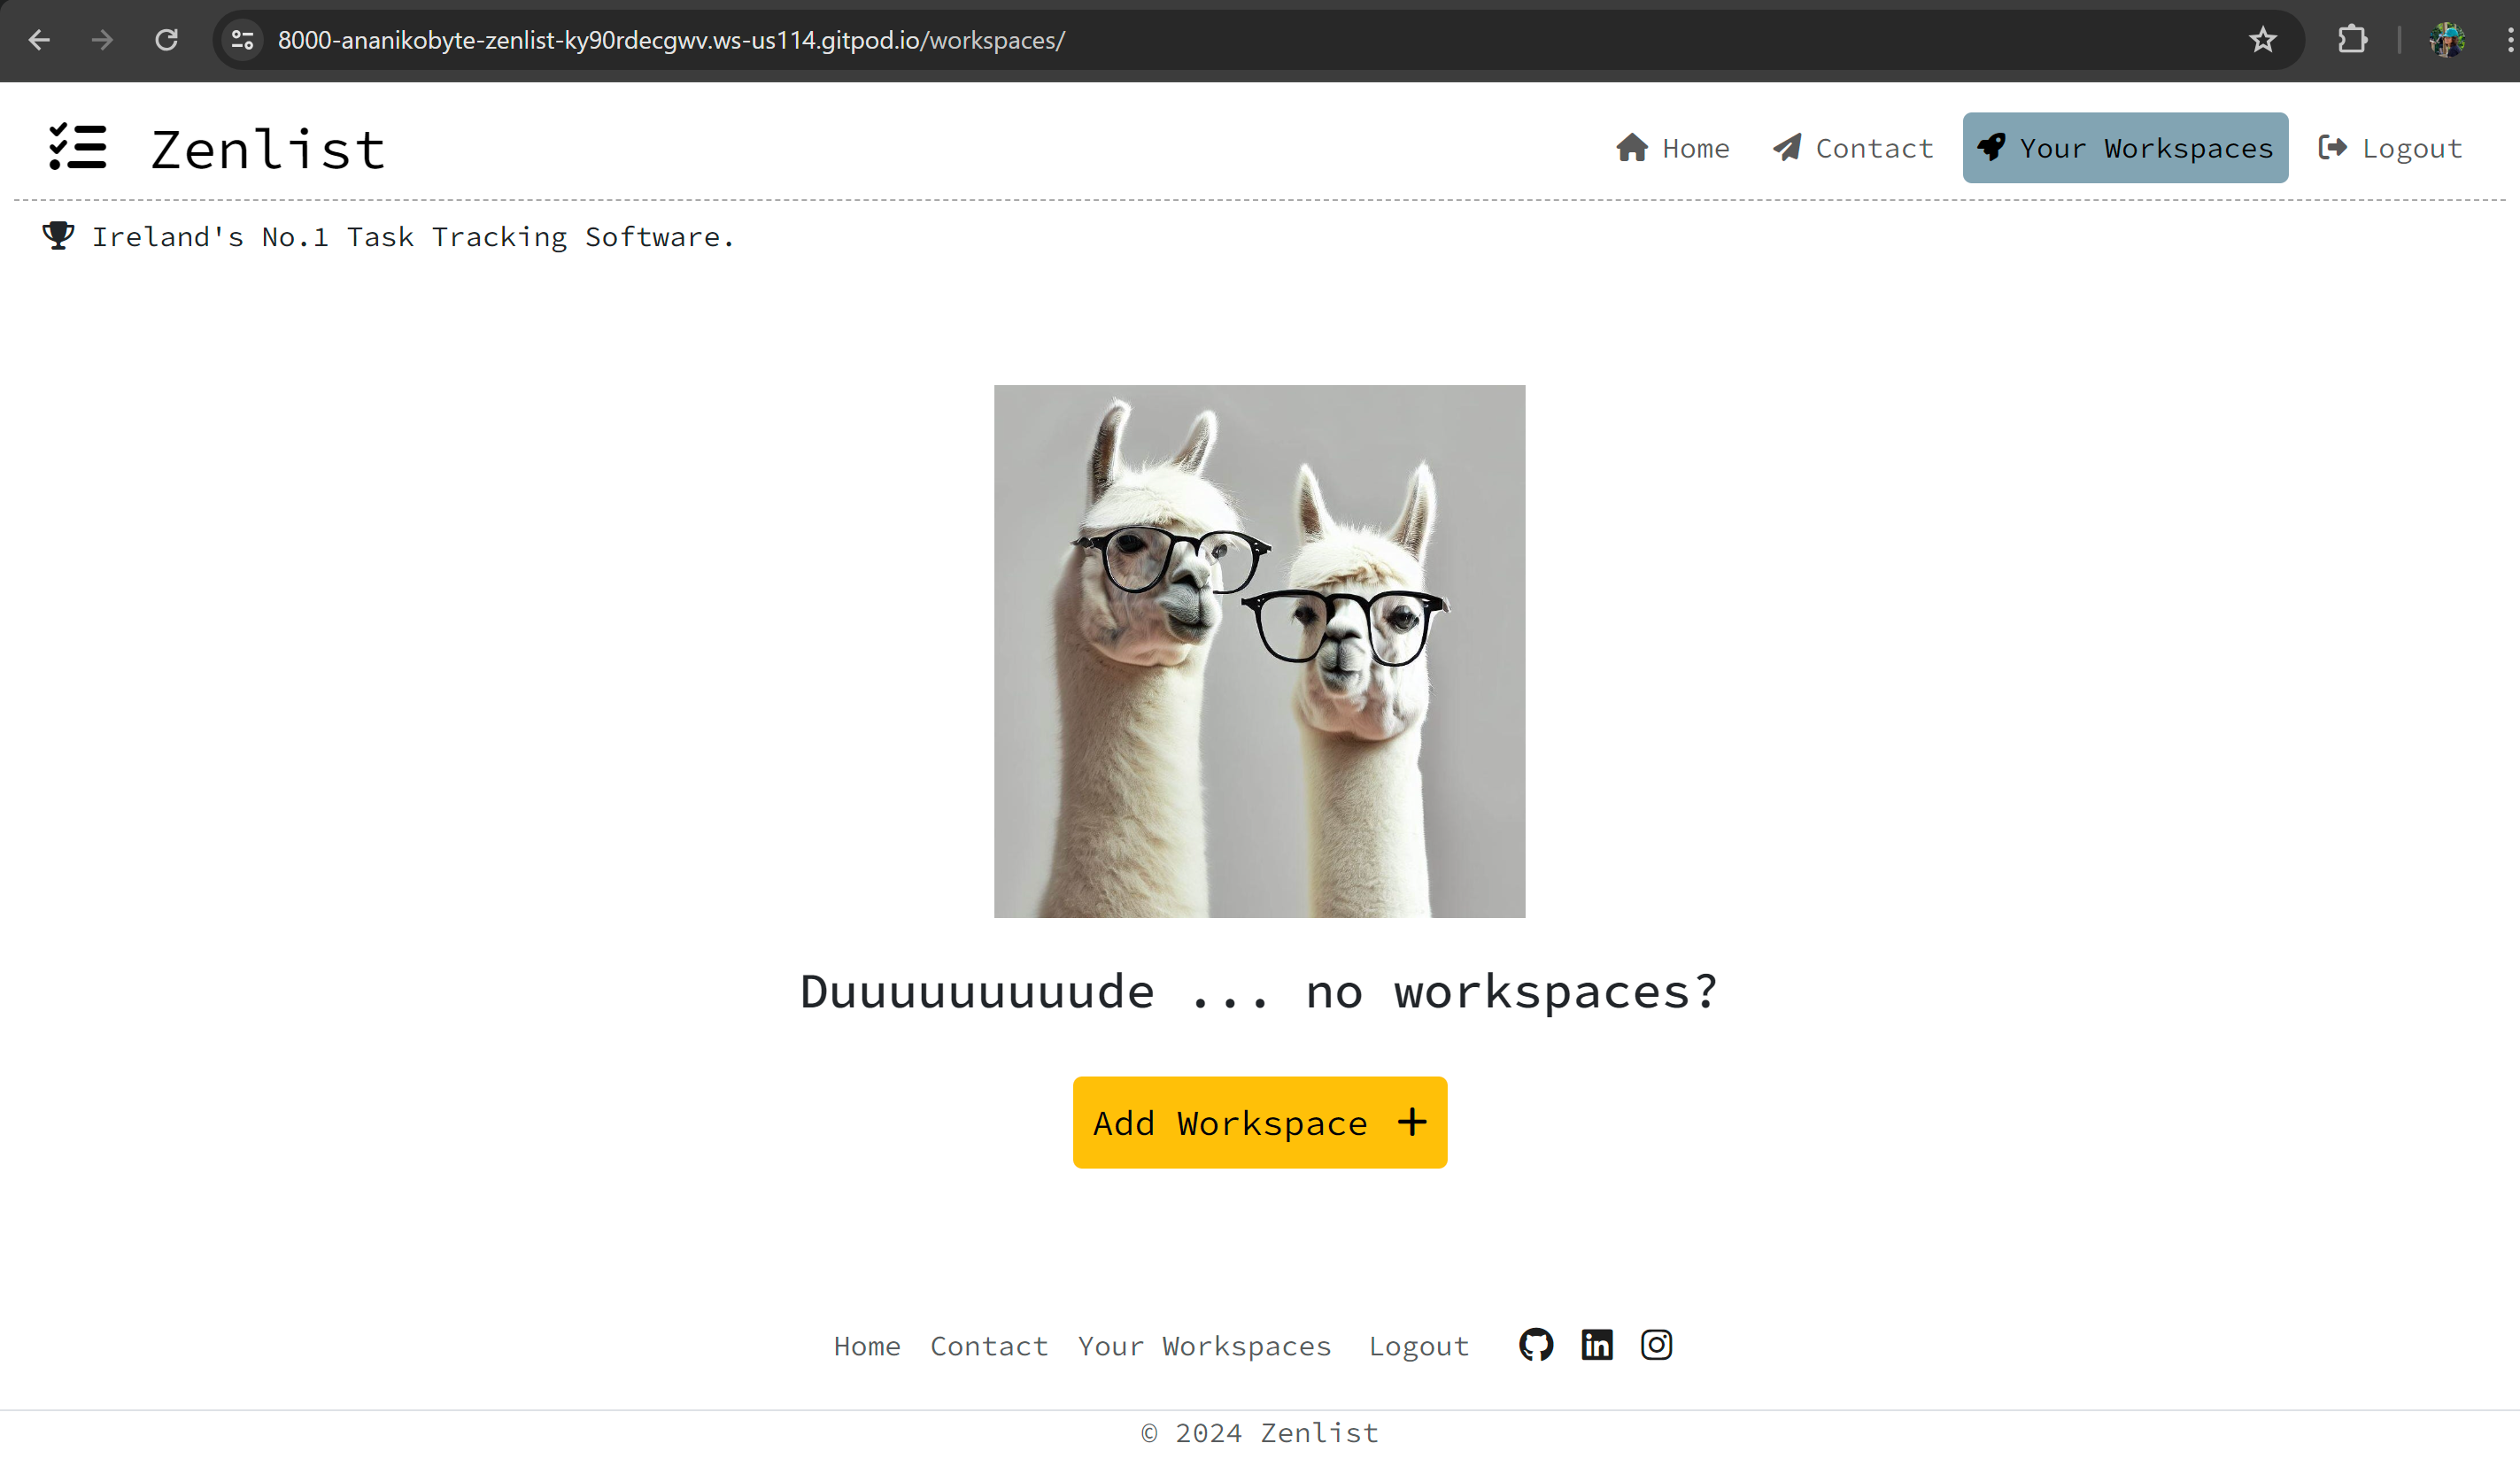 8000-ananikobyte-zenlist-ky90rdecgwv.ws-us114.gitpod.io/workspaces/
Zenlist
Home Contact Your Workspaces Logout
Ireland's No.1 Task Tracking Software.
Duuuuuuuuude ... no workspaces?
Add Workspace +
Home Contact Your Workspaces Logout
© 2024 Zenlist